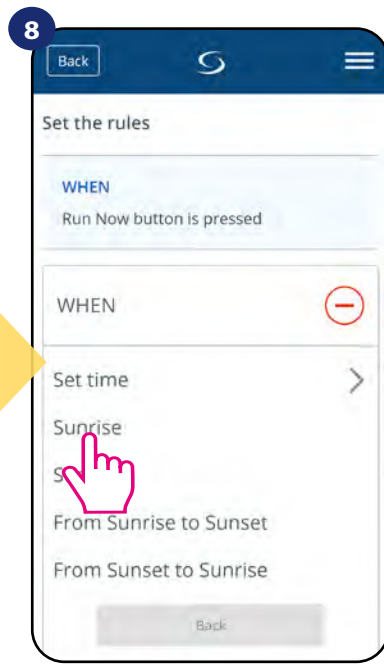 8
Back
Set the rules
WHEN
Run Now button is pressed
WHEN
Set time
Sunrise
S
From Sunrise to Sunset
From Sunset to Sunrise
Back